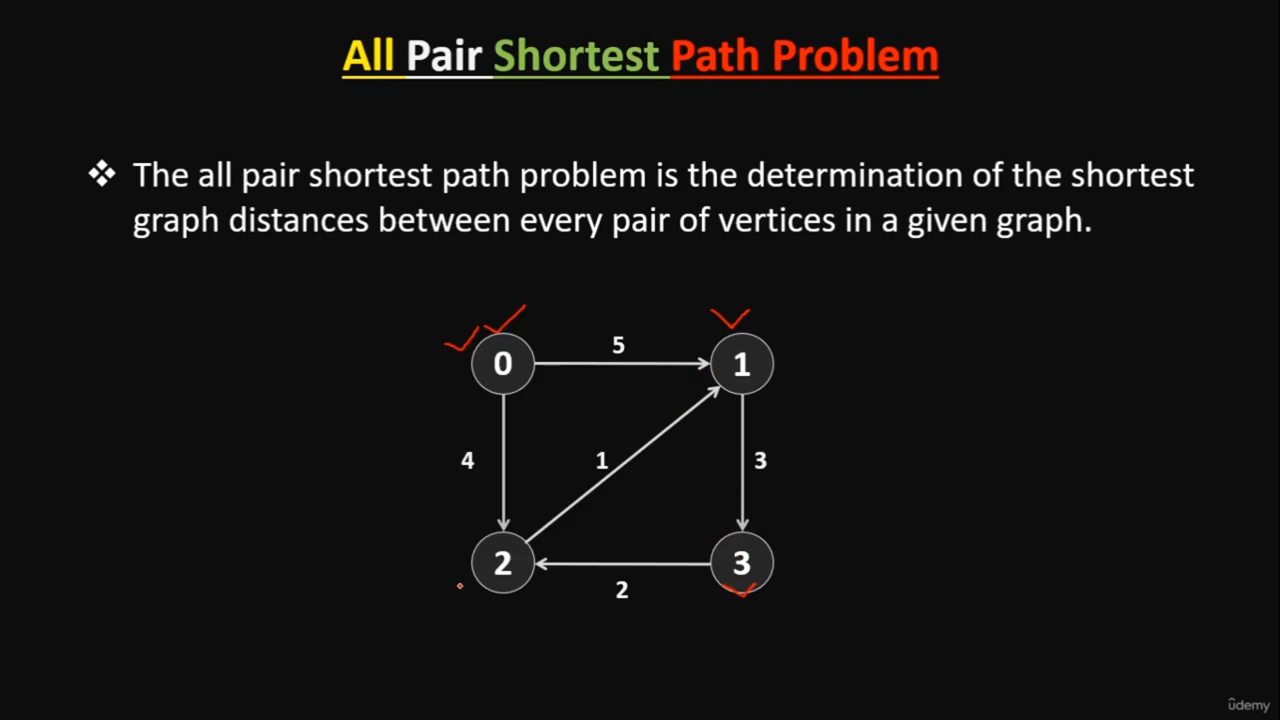 All Pair Shortest Path Problem
❖ The all pair shortest path problem is the determination of the shortest
graph distances between every pair of vertices in a given graph.
5
0
1
4
1
3
2
3
2
ûdemy